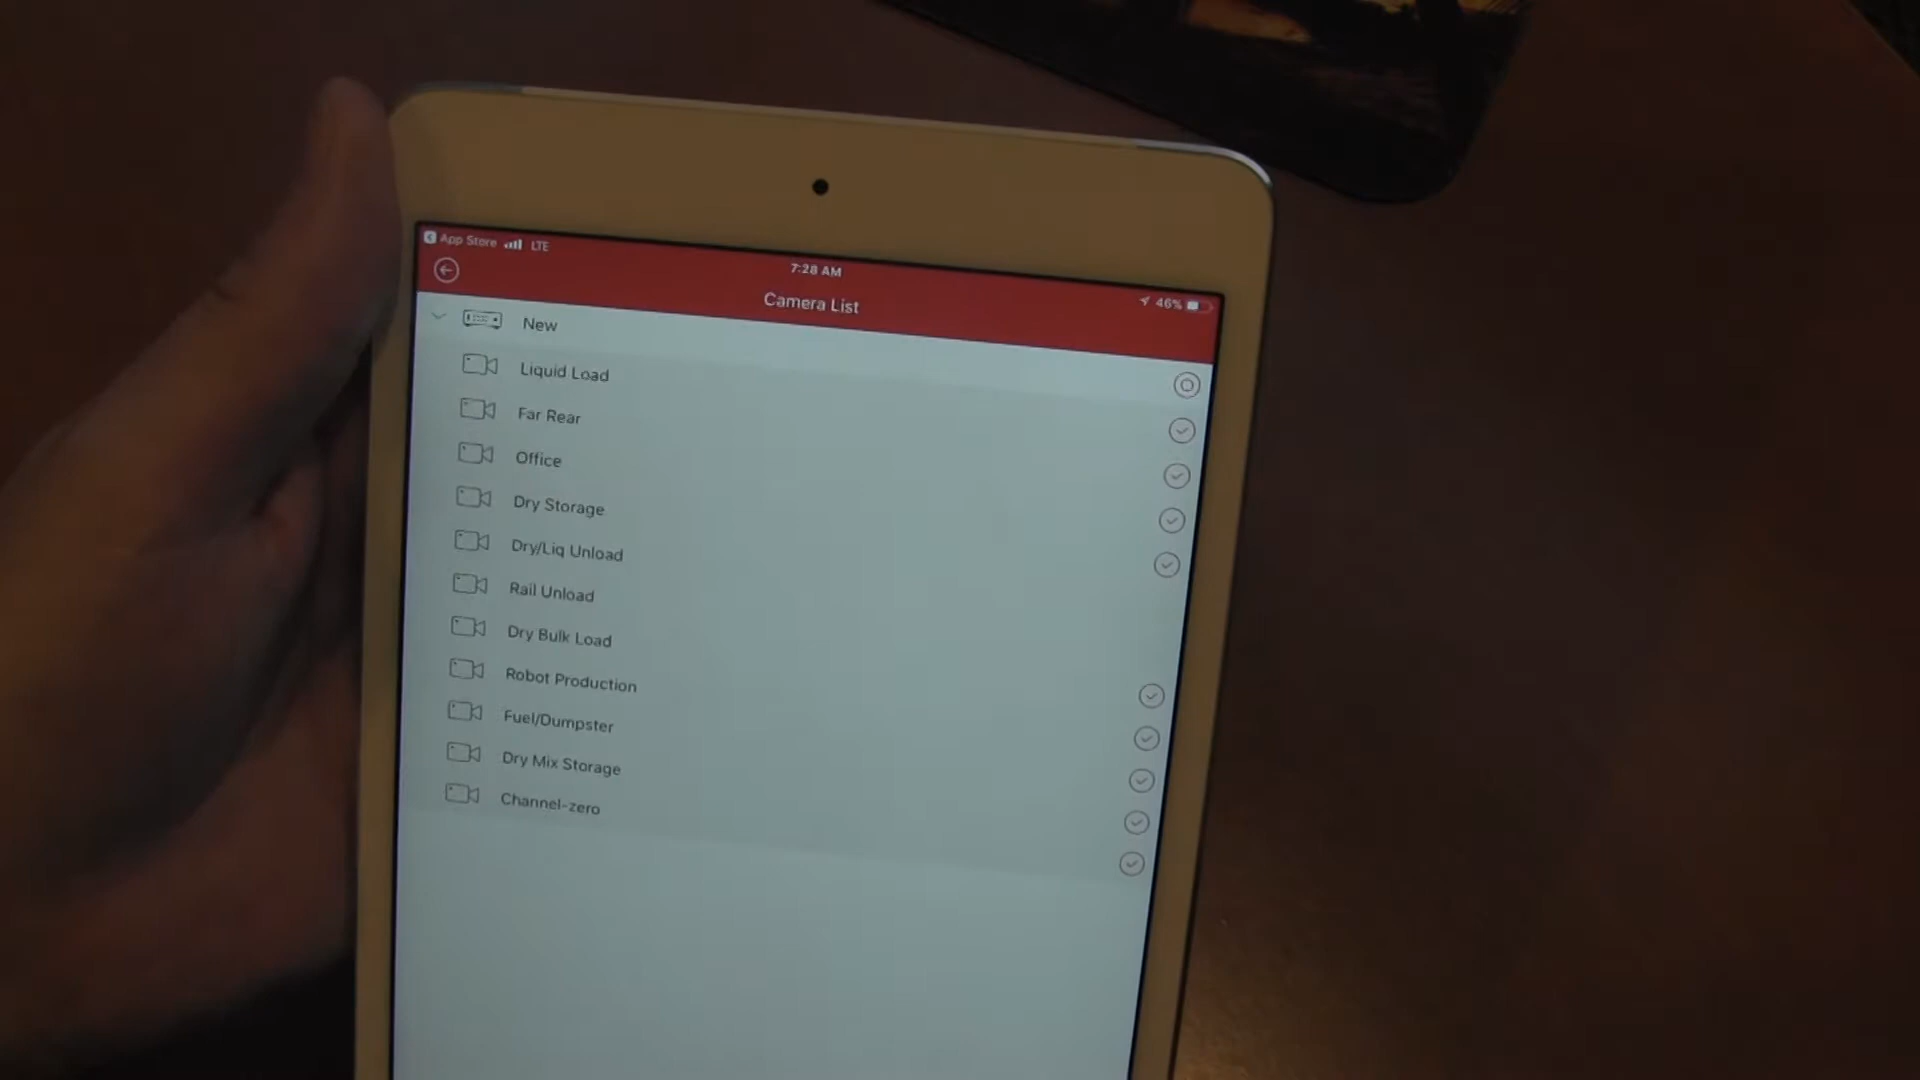 App Store LTE
7:28 AM
46%
Camera List
New
Liquid Load
Far Rear
Office
Dry Storage
Dry/Liq Unload
Rail Unload
Dry Bulk Load
Robot Production
Fuel/Dumpster
Dry Mix Storage
Channel-zero